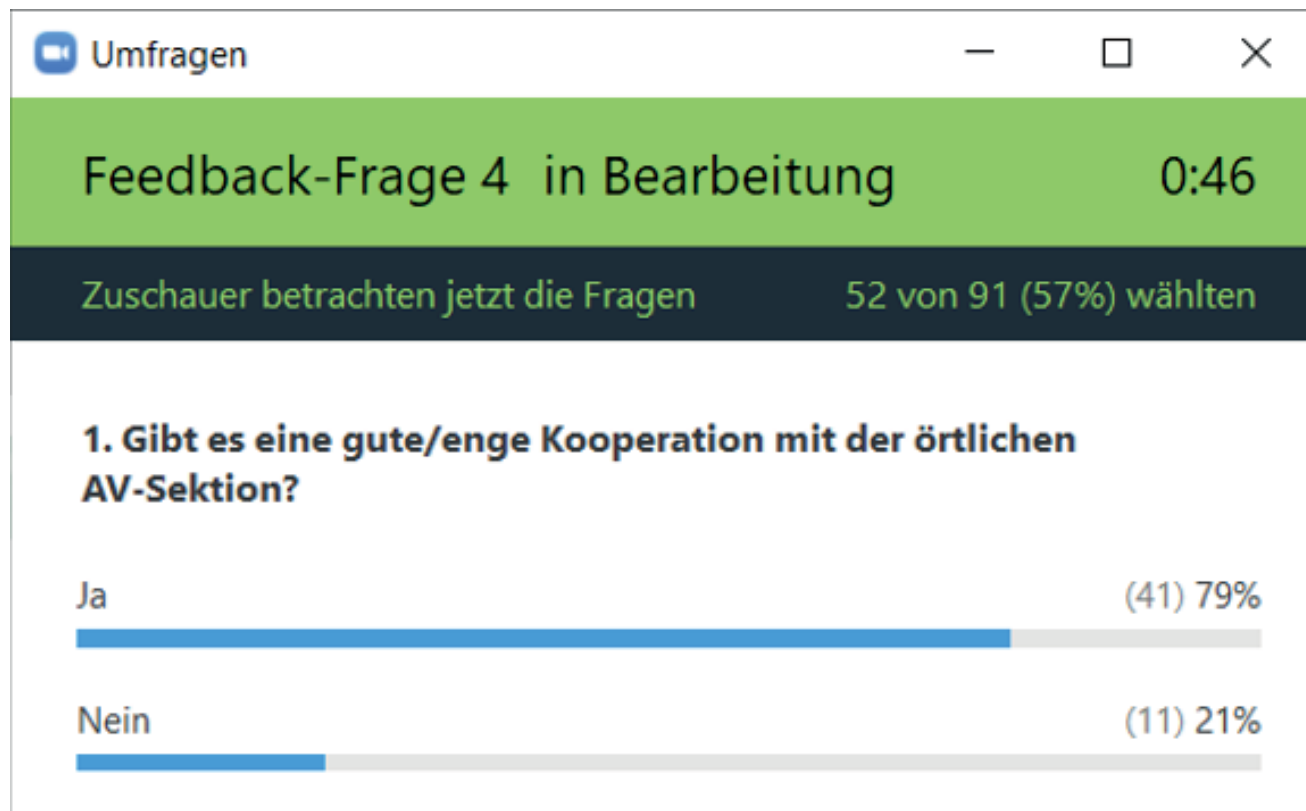 Umfragen
Feedback-Frage 4 in Bearbeitung 0:46
Zuschauer betrachten jetzt die Fragen 52 von 91 (57%) wählten
1. Gibt es eine gute/enge Kooperation mit der örtlichen
AV-Sektion?
Ja (41) 79%
Nein (11) 21%